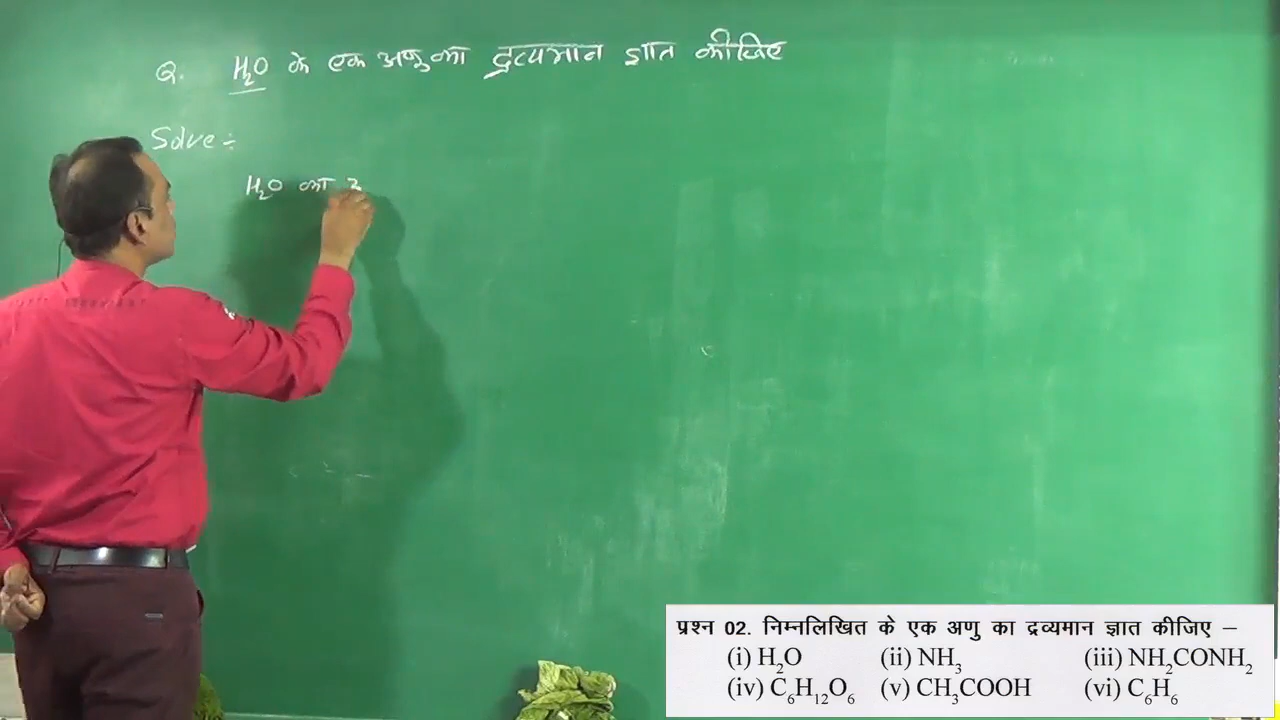 Q. H₂O के एक अणु का द्रव्यमान ज्ञात कीजिए
Solve ÷
H₂O का
प्रश्न 02. निम्नलिखित के एक अणु का द्रव्यमान ज्ञात कीजिए –
(i) H₂O (ii) NH₃ (iii) NH₂CONH₂
(iv) C₆H₁₂O₆ (v) CH₃COOH (vi) C₆H₆